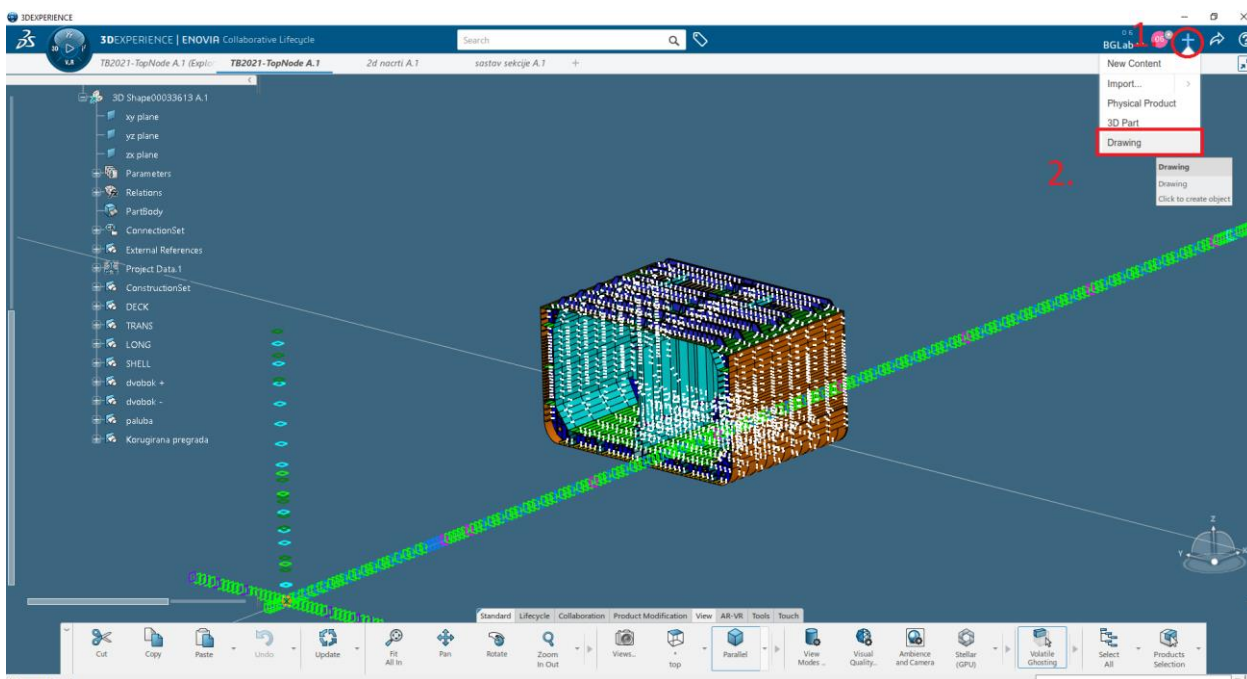 3DEXPERIENCE
3DEXPERIENCE | ENOVIA Collaborative Lifecycle
Search
1.
BGLab
V.R
TB2021-TopNode A.1 (Explo
TB2021-TopNode A.1
2d nacrti A.1
sastav sekcije A.1
New Content
Import...
Physical Product
3D Part
Drawing
2.
Drawing
Drawing
Click to create object
3D Shape00033613 A.1
xy plane
yz plane
zx plane
Parameters
Relations
PartBody
ConnectionSet
External References
Project Data.1
ConstructionSet
DECK
TRANS
LONG
SHELL
dvobok +
dvobok -
paluba
Korugirana pregrada
Z
Y
Standard Lifecycle Collaboration Product Modification View AR-VR Tools Touch
Cut
Copy
Paste
Undo
Update
Fit
All In
Pan
Rotate
Zoom
In Out
Views..
* top
Parallel
View
Modes ..
Visual
Quality..
Ambience
and Camera
Stellar
(GPU)
Volatile
Ghosting
Select
All
Products
Selection